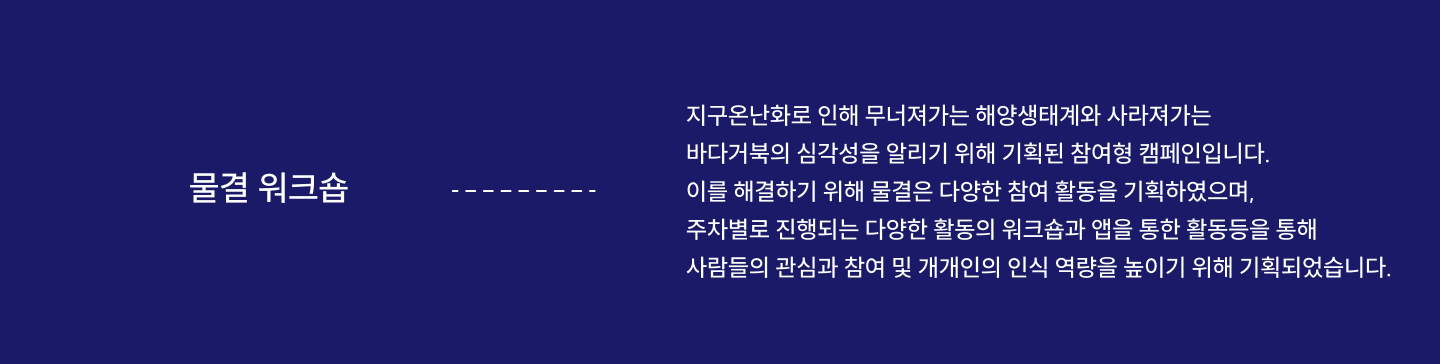 물결 워크숍
지구온난화로 인해 무너져가는 해양생태계와 사라져가는
바다거북의 심각성을 알리기 위해 기획된 참여형 캠페인입니다.
이를 해결하기 위해 물결은 다양한 참여 활동을 기획하였으며,
주차별로 진행되는 다양한 활동의 워크숍과 앱을 통한 활동등을 통해
사람들의 관심과 참여 및 개개인의 인식 역량을 높이기 위해 기획되었습니다.